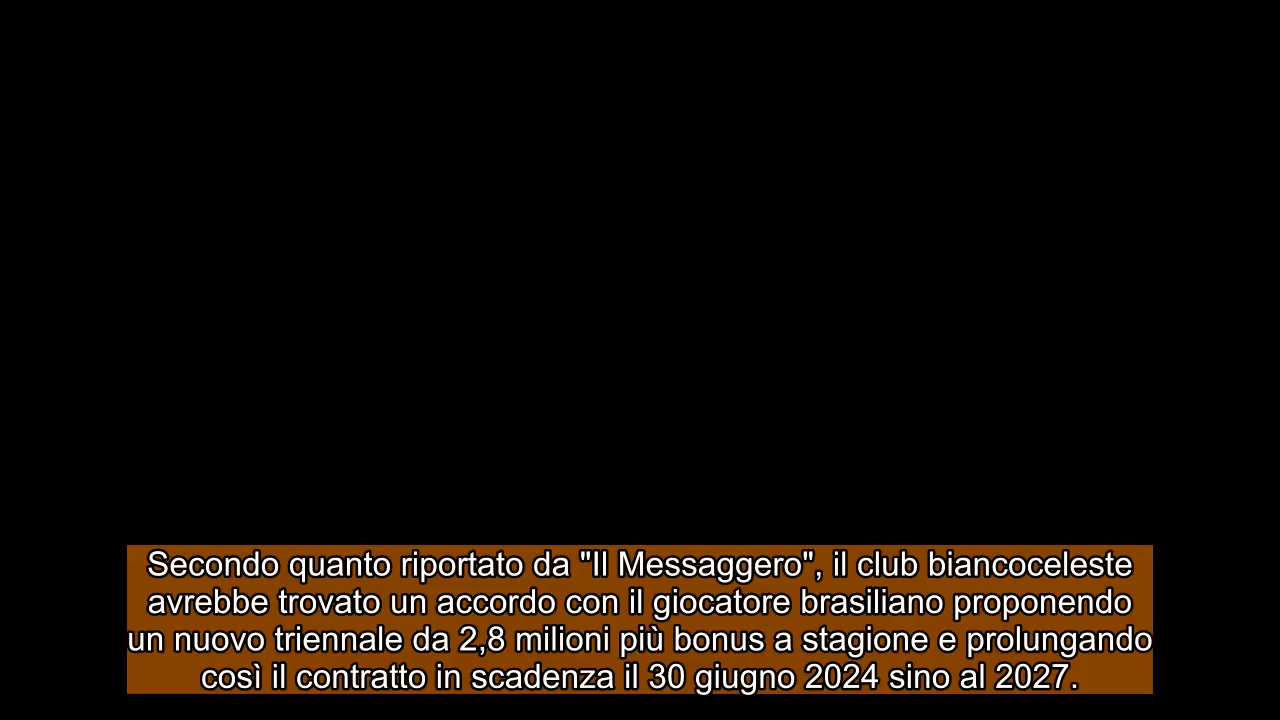 Secondo quanto riportato da "Il Messaggero", il club biancoceleste
avrebbe trovato un accordo con il giocatore brasiliano proponendo
un nuovo triennale da 2,8 milioni più bonus a stagione e prolungando
così il contratto in scadenza il 30 giugno 2024 sino al 2027.